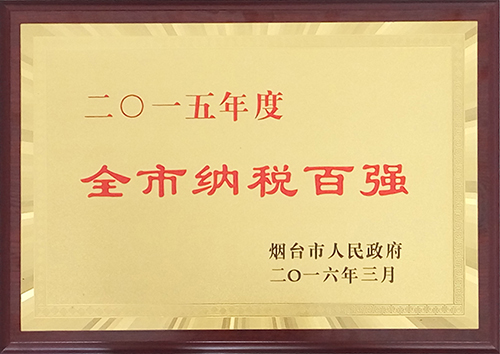 二〇一五年度
全市纳税百强
烟台市人民政府
二〇一六年三月